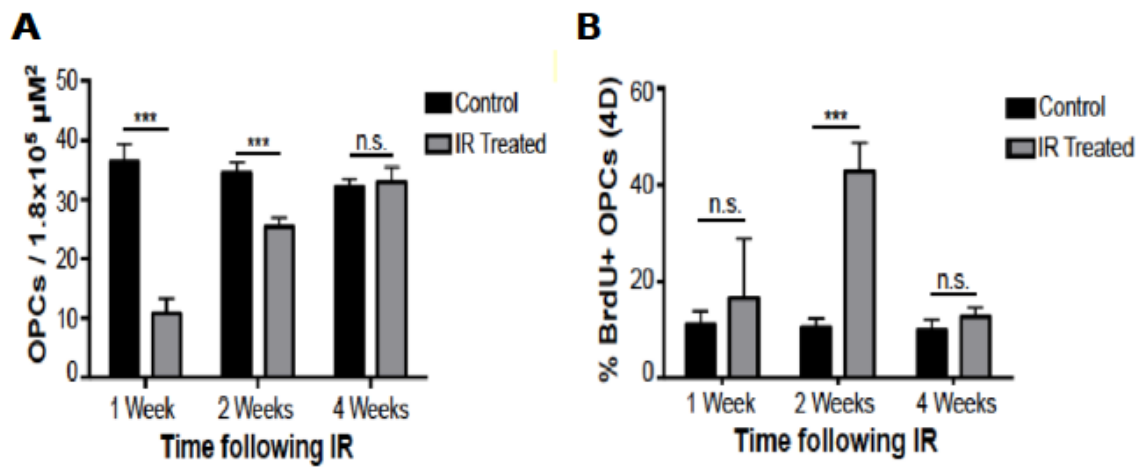 A
OPCs / 1.8x10⁵ µM²
50
40
30
20
10
0
***
***
n.s.
Control
IR Treated
1 Week
2 Weeks
4 Weeks
Time following IR
B
% BrdU+ OPCs (4D)
60
40
20
0
n.s.
***
n.s.
Control
IR Treated
1 Week
2 Weeks
4 Weeks
Time following IR